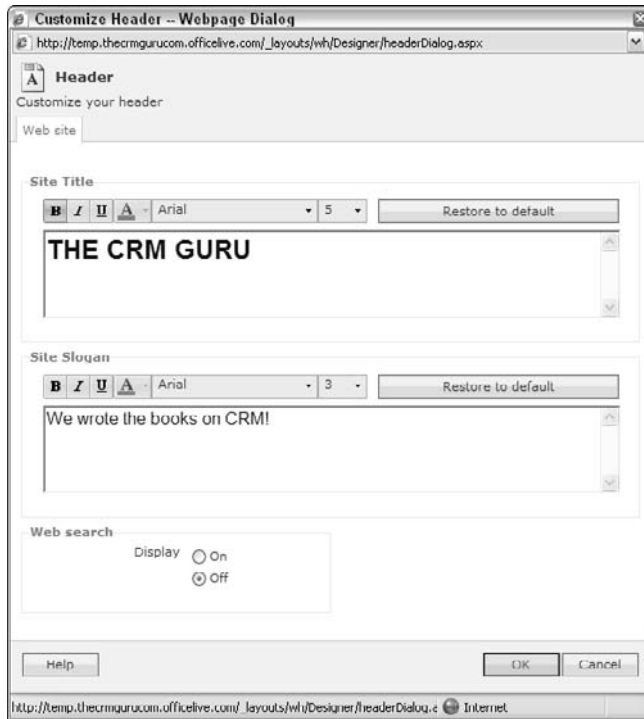 Customize Header -- Webpage Dialog
http://temp.thecrmgurucom.officelive.com/_layouts/wh/Designer/headerDialog.aspx
A Header
Customize your header
Web site
Site Title
B I U A Arial 5 Restore to default
THE CRM GURU
Site Slogan
B I U A Arial 3 Restore to default
We wrote the books on CRM!
Web search
Display On
Off
Help OK Cancel
http://temp.thecrmgurucom.officelive.com/_layouts/wh/Designer/headerDialog.a Internet